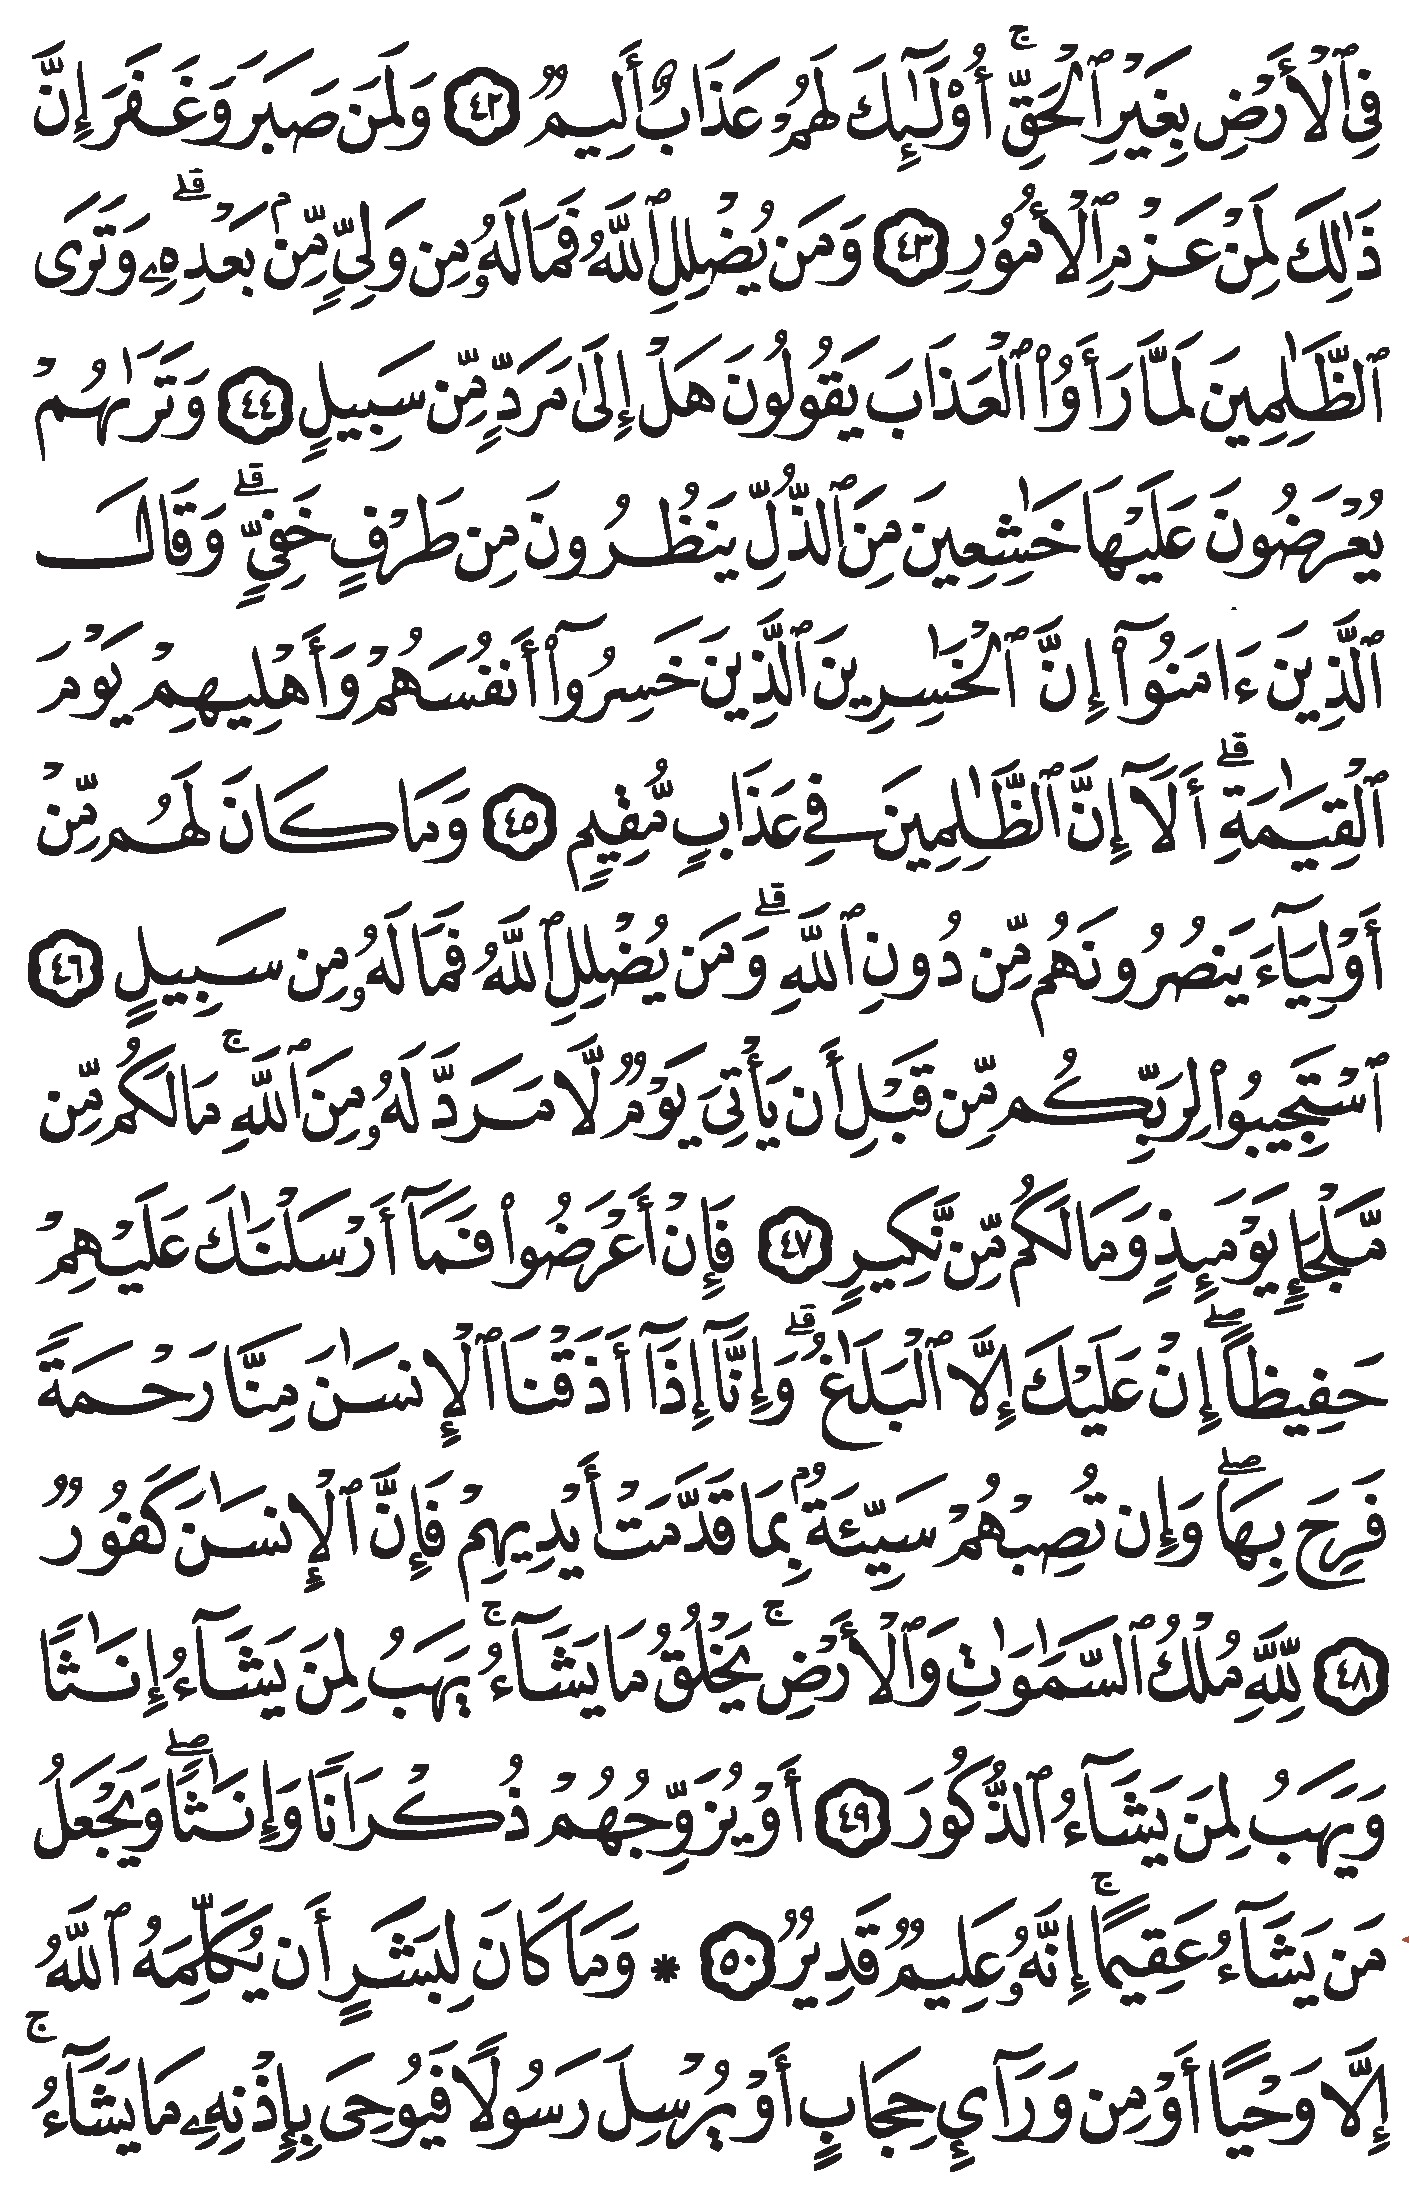 فِي ٱلْأَرْضِ بِغَيْرِ ٱلْحَقِّۚ أُوْلَٰٓئِكَ لَهُمْ عَذَابٌ أَلِيمٌ ٤٢ وَلَمَن صَبَرَ وَغَفَرَ إِنَّ
ذَٰلِكَ لَمِنْ عَزْمِ ٱلْأُمُورِ ٤٣ وَمَن يُضْلِلِ ٱللَّهُ فَمَا لَهُۥ مِن وَلِيٍّ مِّنۢ بَعْدِهِۦۗ وَتَرَى
ٱلظَّٰلِمِينَ لَمَّا رَأَوُاْ ٱلْعَذَابَ يَقُولُونَ هَلْ إِلَىٰ مَرَدٍّ مِّن سَبِيلٍ ٤٤ وَتَرَىٰهُمْ
يُعْرَضُونَ عَلَيْهَا خَٰشِعِينَ مِنَ ٱلذُّلِّ يَنظُرُونَ مِن طَرْفٍ خَفِيٍّۗ وَقَالَ
ٱلَّذِينَ ءَامَنُوٓاْ إِنَّ ٱلْخَٰسِرِينَ ٱلَّذِينَ خَسِرُوٓاْ أَنفُسَهُمْ وَأَهْلِيهِمْ يَوْمَ
ٱلْقِيَٰمَةِۗ أَلَآ إِنَّ ٱلظَّٰلِمِينَ فِي عَذَابٍ مُّقِيمٍ ٤٥ وَمَا كَانَ لَهُم مِّنْ
أَوْلِيَآءَ يَنصُرُونَهُم مِّن دُونِ ٱللَّهِۗ وَمَن يُضْلِلِ ٱللَّهُ فَمَا لَهُۥ مِن سَبِيلٍ ٤٦
ٱسْتَجِيبُواْ لِرَبِّكُم مِّن قَبْلِ أَن يَأْتِيَ يَوْمٌ لَّا مَرَدَّ لَهُۥ مِنَ ٱللَّهِۚ مَا لَكُم مِّن
مَّلْجَإٍ يَوْمَئِذٍ وَمَا لَكُم مِّن نَّكِيرٍ ٤٧ فَإِنْ أَعْرَضُواْ فَمَآ أَرْسَلْنَٰكَ عَلَيْهِمْ
حَفِيظًاۖ إِنْ عَلَيْكَ إِلَّا ٱلْبَلَٰغُۗ وَإِنَّآ إِذَآ أَذَقْنَا ٱلْإِنسَٰنَ مِنَّا رَحْمَةً
فَرِحَ بِهَاۖ وَإِن تُصِبْهُمْ سَيِّئَةٌۢ بِمَا قَدَّمَتْ أَيْدِيهِمْ فَإِنَّ ٱلْإِنسَٰنَ كَفُورٌ
٤٨ لِّلَّهِ مُلْكُ ٱلسَّمَٰوَٰتِ وَٱلْأَرْضِۚ يَخْلُقُ مَا يَشَآءُۚ يَهَبُ لِمَن يَشَآءُ إِنَٰثًا
وَيَهَبُ لِمَن يَشَآءُ ٱلذُّكُورَ ٤٩ أَوْ يُزَوِّجُهُمْ ذُكْرَانًا وَإِنَٰثًاۖ وَيَجْعَلُ
مَن يَشَآءُ عَقِيمًاۚ إِنَّهُۥ عَلِيمٌ قَدِيرٌ ٥٠ ۞ وَمَا كَانَ لِبَشَرٍ أَن يُكَلِّمَهُ ٱللَّهُ
إِلَّا وَحْيًا أَوْ مِن وَرَآيِٕ حِجَابٍ أَوْ يُرْسِلَ رَسُولًا فَيُوحِيَ بِإِذْنِهِۦ مَا يَشَآءُۚ